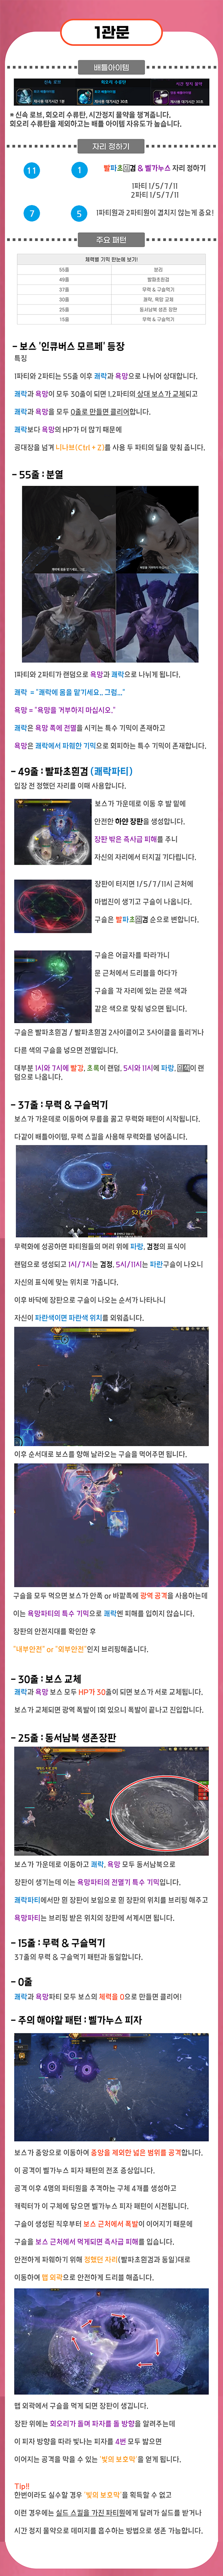 1관문
배틀아이템
신속 로브
회오리 수류탄
시간 정지 물약
재사용 대기시간 30초
* 신속 로브, 회오리 수류탄, 시간정지 물약을 챙겨줍니다.
회오리 수류탄을 제외하고는 배틀 아이템 자유도가 높습니다.
자리 정하기
11
1
7
5
빨파초흰검 & 벨가누스 자리 정하기
1파티 1/5/7/11
2파티 1/5/7/11
1파티원과 2파티원이 겹치지 않는게 중요!
주요 패턴
체력별 기믹 한눈에 보기!
55줄 분리
49줄 빨파초흰검
37줄 무력 & 구슬먹기
30줄 쾌락, 욕망 교체
25줄 동서남북 생존 장판
15줄 무력 & 구슬먹기
- 보스 '인큐버스 모르페' 등장
특징
1파티와 2파티는 55줄 이후 쾌락과 욕망으로 나뉘어 상대합니다.
쾌락과 욕망이 모두 30줄이 되면 1,2파티의 상대 보스가 교체되고
쾌락과 욕망을 모두 0줄로 만들면 클리어합니다.
쾌락보다 욕망의 HP가 더 많기 때문에
공대장을 넘겨 니나브(Ctrl + Z)를 사용 두 파티의 딜을 맞춰 줍니다.
- 55줄 : 분열
1파티와 2파티가 랜덤으로 욕망과 쾌락으로 나뉘게 됩니다.
쾌락 = "쾌락에 몸을 맡기세요.. 그럼..."
욕망 = "욕망을 거부하지 마십시오."
쾌락은 욕망 쪽에 전멸을 시키는 특수 기믹이 존재하고
욕망은 쾌락에서 파훼한 기믹으로 회피하는 특수 기믹이 존재합니다.
- 49줄 : 빨파초흰검 (쾌락파티)
입장 전 정했던 자리를 이때 사용합니다.
보스가 가운데로 이동 후 발 밑에
안전한 하얀 장판을 생성합니다.
장판 밖은 즉사급 피해를 주니
자신의 자리에서 터지길 기다립니다.
장판이 터지면 1/5/7/11시 근처에
마법진이 생기고 구슬이 나옵니다.
구슬은 빨파초흰검 순으로 변합니다.
구슬은 어글자를 따라가니
문 근처에서 드리블을 하다가
구슬을 각 자리에 있는 관문 색과
같은 색으로 맞춰 넣으면 됩니다.
구슬은 빨파초흰검 / 빨파초흰검 2사이클이고 3사이클을 돌리거나
다른 색의 구슬을 넣으면 전멸입니다.
대부분 1시와 7시에 빨강, 초록이 랜덤, 5시와 11시에 파랑, 흰색이 랜
덤으로 나옵니다.
- 37줄 : 무력 & 구슬먹기
보스가 가운데로 이동하여 무릎을 꿇고 무력화 패턴이 시작됩니다.
다같이 배틀아이템, 무력 스킬을 사용해 무력화를 넣어줍니다.
무력화에 성공하면 파티원들의 머리 위에 파랑, 검정의 표식이
랜덤으로 생성되고 1시/7시는 검정, 5시/11시는 파란구슬이 나오니
자신의 표식에 맞는 위치로 가줍니다.
이후 바닥에 장판으로 구슬이 나오는 순서가 나타나니
자신이 파란색이면 파란색 위치를 외워줍니다.
이후 순서대로 보스를 향해 날라오는 구슬을 먹어주면 됩니다.
구슬을 모두 먹으면 보스가 안쪽 or 바깥쪽에 광역 공격을 사용하는데
이는 욕망파티의 특수 기믹으로 쾌락엔 피해를 입히지 않습니다.
장판의 안전지대를 확인한 후
"내부안전" or "외부안전"인지 브리핑해줍니다.
- 30줄 : 보스 교체
쾌락과 욕망 보스 모두 HP가 30줄이 되면 보스가 서로 교체됩니다.
보스가 교체되면 광역 폭발이 1회 있으니 폭발이 끝나고 진입합니다.
- 25줄 : 동서남북 생존장판
보스가 가운데로 이동하고 쾌락, 욕망 모두 동서남북으로
장판이 생기는데 이는 욕망파티의 전멸기 특수 기믹입니다.
쾌락파티에서만 흰 장판이 보임으로 흰 장판의 위치를 브리핑 해주고
욕망파티는 브리핑 받은 위치의 장판에 서계시면 됩니다.
- 15줄 : 무력 & 구슬먹기
37줄의 무력 & 구슬먹기 패턴과 동일합니다.
- 0줄
쾌락과 욕망파티 모두 보스의 체력을 0으로 만들면 클리어!
- 주의 해야할 패턴 : 벨가누스 피자
보스가 중앙으로 이동하여 중앙을 제외한 넓은 범위를 공격합니다.
이 공격이 벨가누스 피자 패턴의 전조 증상입니다.
공격 이후 4명의 파티원을 추격하는 구체 4개를 생성하고
캐릭터가 이 구체에 닿으면 벨가누스 피자 패턴이 시전됩니다.
구슬이 생성된 직후부터 보스 근처에서 폭발이 이어지기 때문에
구슬을 보스 근처에서 먹게되면 즉사급 피해를 입습니다.
안전하게 파훼하기 위해 정했던 자리(빨파초흰검과 동일)대로
이동하여 맵 외곽으로 안전하게 드리블 해줍니다.
맵 외곽에서 구슬을 먹게 되면 장판이 생깁니다.
장판 위에는 회오리가 돌며 피자를 돌 방향을 알려주는데
이 피자 방향을 따라 빛나는 피자를 4번 모두 밟으면
이어지는 공격을 막을 수 있는 '빛의 보호막'을 얻게 됩니다.
Tip!!
한번이라도 실수할 경우 '빛의 보호막'을 획득할 수 없고
이런 경우에는 실드 스킬을 가진 파티원에게 달려가 실드를 받거나
시간 정지 물약으로 데미지를 흡수하는 방법으로 생존 가능합니다.